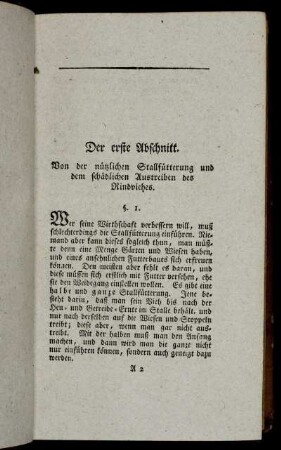 Der erste Abschnitt.
Von der nützlichen Stallfütterung und
dem schädlichen Austreiben des
Rindviehes.
§. 1.
Wer seine Wirthschaft verbessern will, muß
schlechterdings die Stallfütterung einführen. Nie-
mand aber kann dieses sogleich thun, man müß-
te denn eine Menge Gärten und Wiesen haben,
und eines ansehnlichen Futterbaues sich erfreuen
können. Den meisten aber fehlt es daran, und
diese müssen sich erstlich mit Futter versehen, ehe
sie den Weidegang einstellen wollen. Es gibt eine
halbe und ganze Stallfütterung. Jene be-
steht darin, daß man sein Vieh bis nach der
Heu- und Getreide-Ernte im Stalle behält, und
nur nach derselben auf die Wiesen und Stoppeln
treibt; diese aber, wenn man gar nicht aus-
treibt. Mit der halben muß man den Anfang
machen, und dann wird man die ganze nicht
nur einführen können, sondern auch geneigt dazu
werden.
A 2